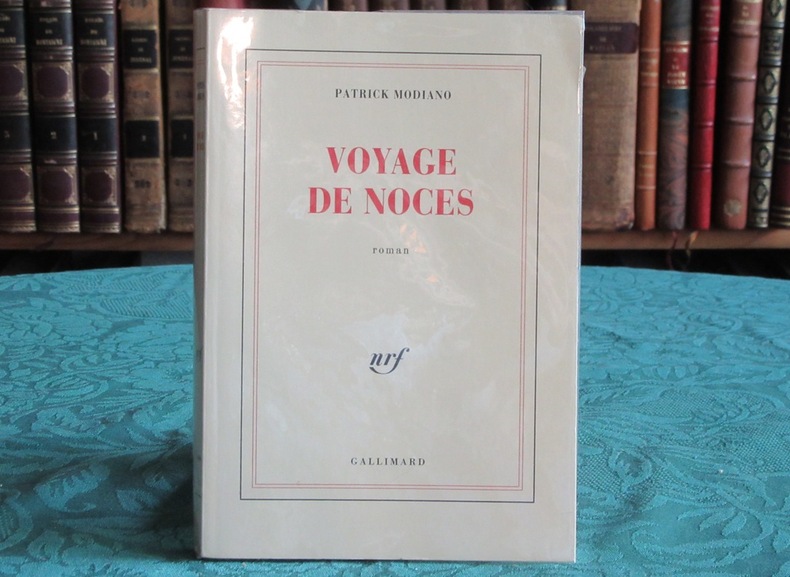 PATRICK MODIANO
VOYAGE
DE NOCES
roman
nrf
GALLIMARD